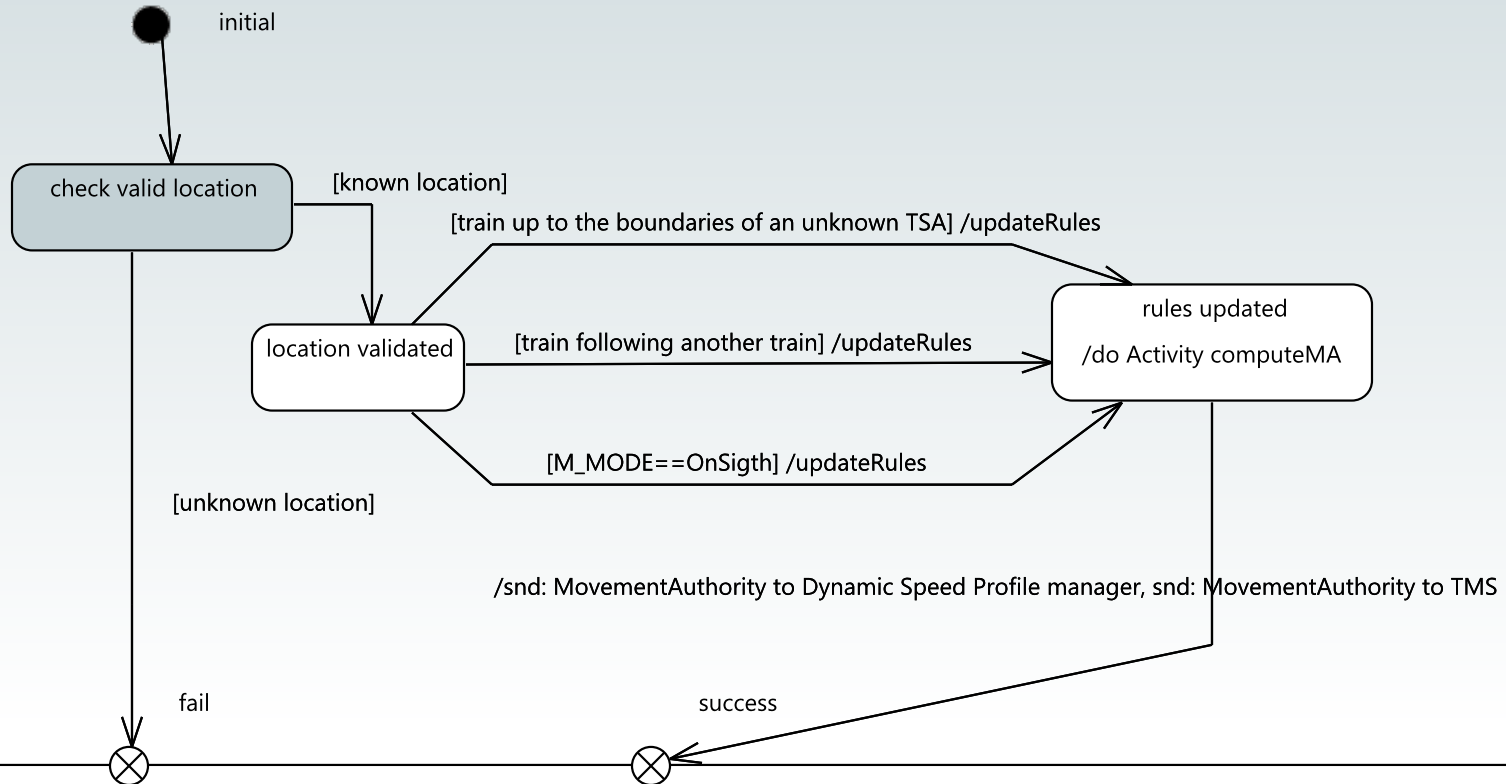 initial
check valid location
[known location]
[train up to the boundaries of an unknown TSA] /updateRules
rules updated
location validated
[train following another train] /updateRules
/do Activity computeMA
[M_MODE==OnSigth] /updateRules
[unknown location]
/snd: MovementAuthority to Dynamic Speed Profile manager, snd: MovementAuthority to TMS
fail
success